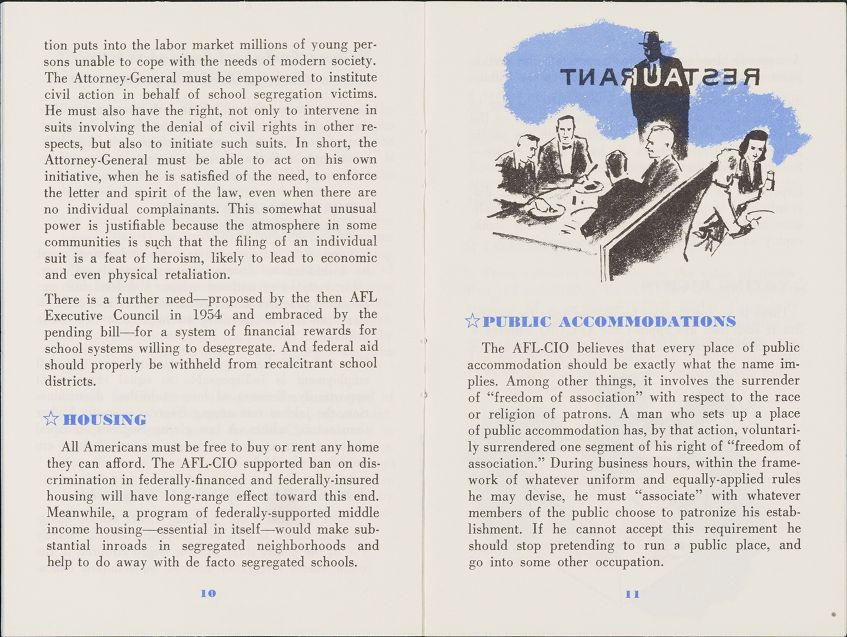 tion puts into the labor market millions of young per-
sons unable to cope with the needs of modern society.
The Attorney-General must be empowered to institute
civil action in behalf of school segregation victims.
He must also have the right, not only to intervene in
suits involving the denial of civil rights in other re-
spects, but also to initiate such suits. In short, the
Attorney-General must be able to act on his own
initiative, when he is satisfied of the need, to enforce
the letter and spirit of the law, even when there are
no individual complainants. This somewhat unusual
power is justifiable because the atmosphere in some
communities is such that the filing of an individual
suit is a feat of heroism, likely to lead to economic
and even physical retaliation.
There is a further need—proposed by the then AFL
Executive Council in 1954 and embraced by the
pending bill—for a system of financial rewards for
school systems willing to desegregate. And federal aid
should properly be withheld from recalcitrant school
districts.
☆HOUSING
All Americans must be free to buy or rent any home
they can afford. The AFL-CIO supported ban on dis-
crimination in federally-financed and federally-insured
housing will have long-range effect toward this end.
Meanwhile, a program of federally-supported middle
income housing—essential in itself—would make sub-
stantial inroads in segregated neighborhoods and
help to do away with de facto segregated schools.
10
RESTAURANT
☆PUBLIC ACCOMMODATIONS
The AFL-CIO believes that every place of public
accommodation should be exactly what the name im-
plies. Among other things, it involves the surrender
of "freedom of association" with respect to the race
or religion of patrons. A man who sets up a place
of public accommodation has, by that action, voluntari-
ly surrendered one segment of his right of "freedom of
association." During business hours, within the frame-
work of whatever uniform and equally-applied rules
he may devise, he must "associate" with whatever
members of the public choose to patronize his estab-
lishment. If he cannot accept this requirement he
should stop pretending to run a public place, and
go into some other occupation.
11